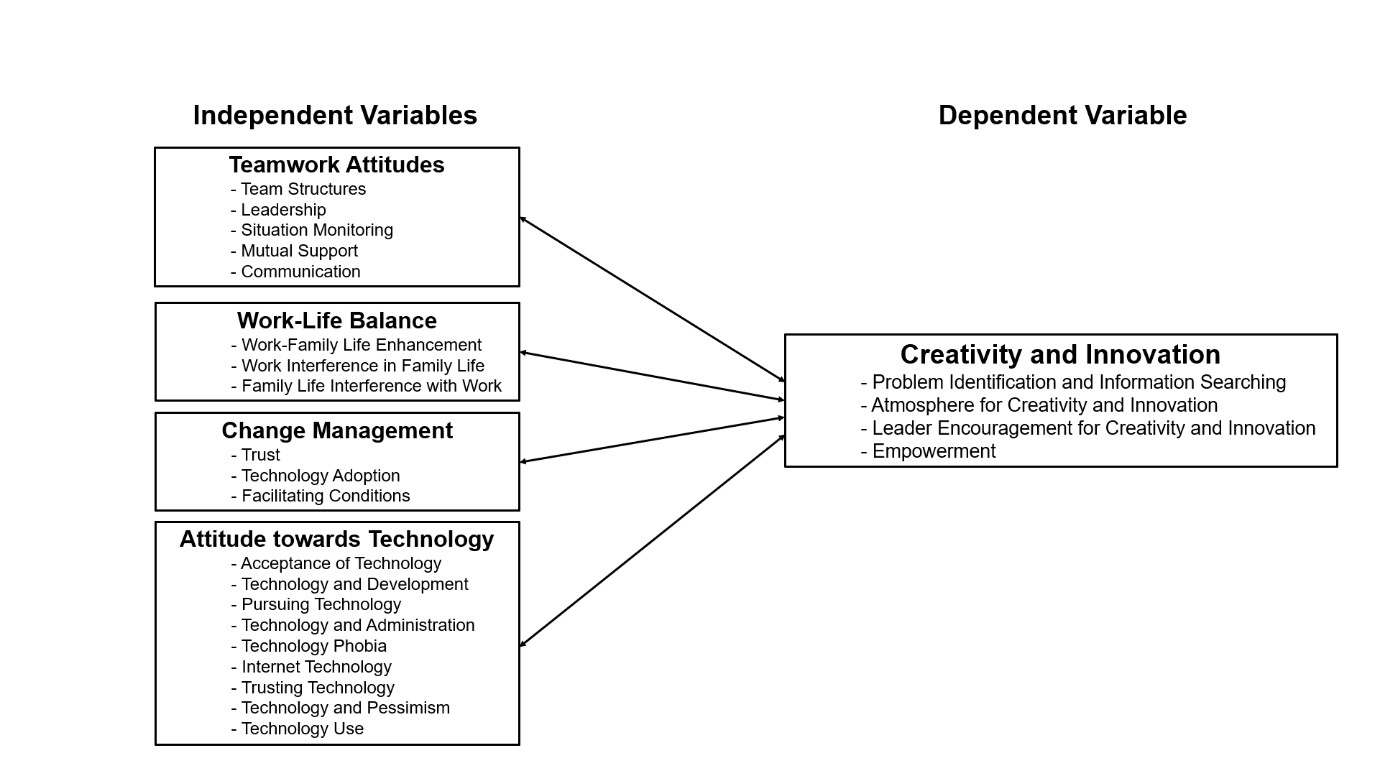 Independent Variables
Dependent Variable
Teamwork Attitudes
- Team Structures
- Leadership
- Situation Monitoring
- Mutual Support
- Communication
Work-Life Balance
- Work-Family Life Enhancement
- Work Interference in Family Life
- Family Life Interference with Work
Change Management
- Trust
- Technology Adoption
- Facilitating Conditions
Attitude towards Technology
- Acceptance of Technology
- Technology and Development
- Pursuing Technology
- Technology and Administration
- Technology Phobia
- Internet Technology
- Trusting Technology
- Technology and Pessimism
- Technology Use
Creativity and Innovation
- Problem Identification and Information Searching
- Atmosphere for Creativity and Innovation
- Leader Encouragement for Creativity and Innovation
- Empowerment